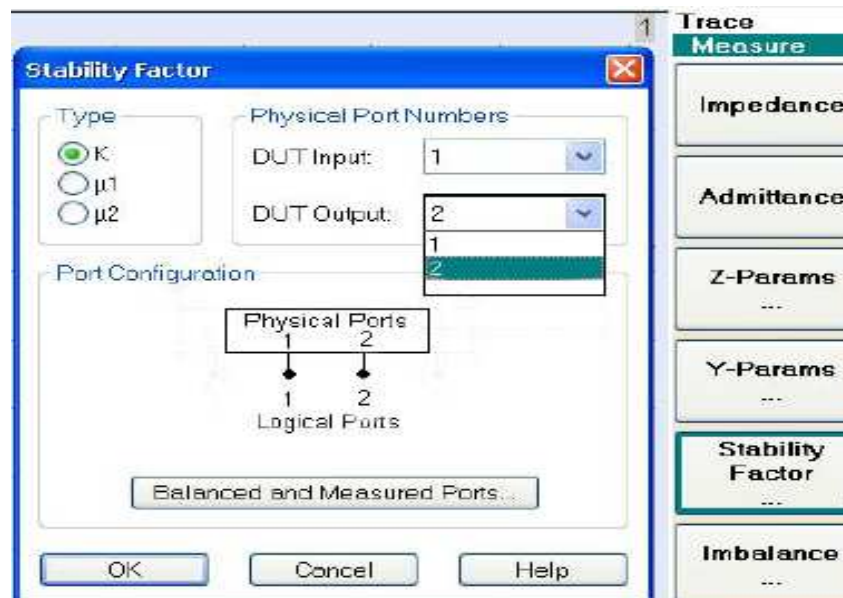 1
Trace
Measure
Stability Factor
Type
K
µ1
µ2
Physical Port Numbers
DUT Input:
1
DUT Output:
2
1
2
Port Configuration
Physical Ports
1 2
1 2
Logical Ports
Balanced and Measured Ports...
OK
Cancel
Help
Impedance
Admittance
Z-Params
...
Y-Params
...
Stability
Factor
...
Imbalance
...